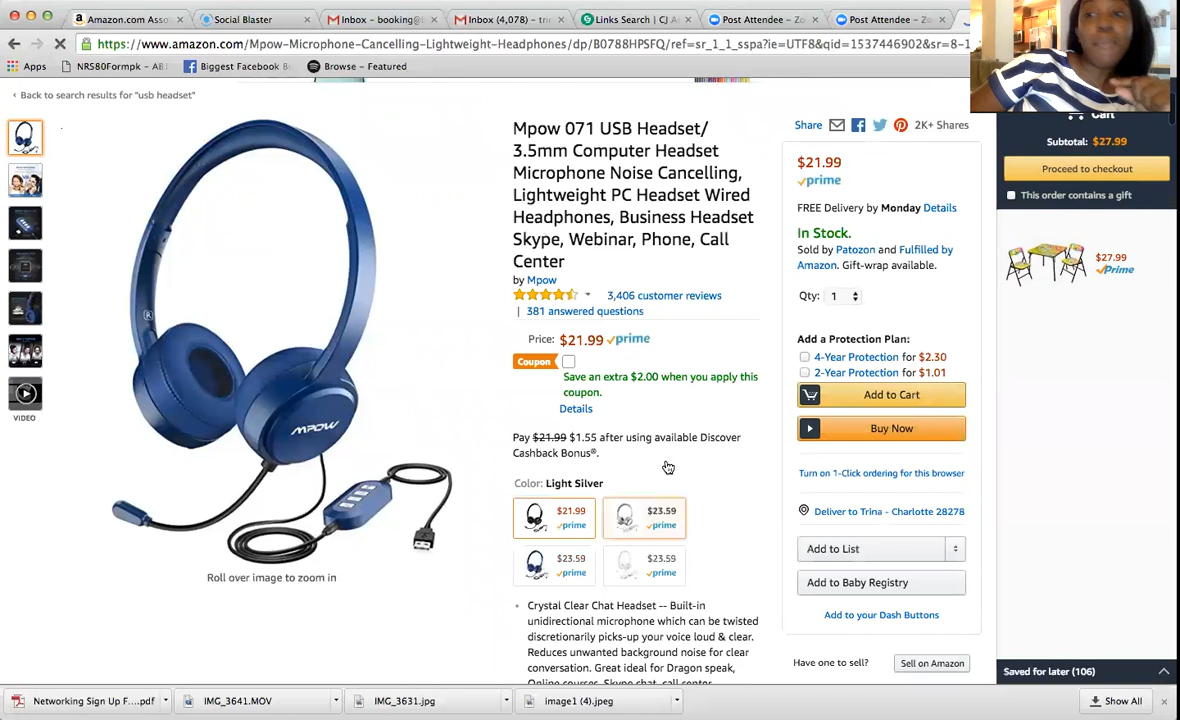 Amazon.com Asso
Social Blaster
Inbox - booking@
Inbox (4,078) - tri
Links Search | CJ A
Post Attendee - Zo
Post Attendee - Zo
https://www.amazon.com/Mpow-Microphone-Cancelling-Lightweight-Headphones/dp/B0788HPSFQ/ref=sr_1_1_sspa?ie=UTF8&qid=1537446902&sr=8-1
Apps
NRS80Formpk - AB
Biggest Facebook B
Browse - Featured
‹ Back to search results for "usb headset"
Mpow 071 USB Headset/
3.5mm Computer Headset
Microphone Noise Cancelling,
Lightweight PC Headset Wired
Headphones, Business Headset
Skype, Webinar, Phone, Call
Center
by Mpow
3,406 customer reviews
| 381 answered questions
Price: $21.99 prime
Coupon
Save an extra $2.00 when you apply this
coupon.
Details
Pay $21.99 $1.55 after using available Discover
Cashback Bonus®.
Color: Light Silver
$21.99
prime
$23.59
prime
$23.59
prime
$23.59
prime
• Crystal Clear Chat Headset -- Built-in
unidirectional microphone which can be twisted
discretionarily picks-up your voice loud & clear.
Reduces unwanted background noise for clear
conversation. Great ideal for Dragon speak,
Online courses, Skype chat, call center
MPOW
Roll over image to zoom in
VIDEO
Share
2K+ Shares
$21.99
prime
FREE Delivery by Monday Details
In Stock.
Sold by Patozon and Fulfilled by
Amazon. Gift-wrap available.
Qty: 1
Add a Protection Plan:
4-Year Protection for $2.30
2-Year Protection for $1.01
Add to Cart
Buy Now
Turn on 1-Click ordering for this browser
Deliver to Trina - Charlotte 28278
Add to List
Add to Baby Registry
Add to your Dash Buttons
Have one to sell?
Sell on Amazon
Cart
Subtotal: $27.99
Proceed to checkout
This order contains a gift
$27.99
Prime
Saved for later (106)
Networking Sign Up F....pdf
IMG_3641.MOV
IMG_3631.jpg
image1 (4).jpeg
Show All